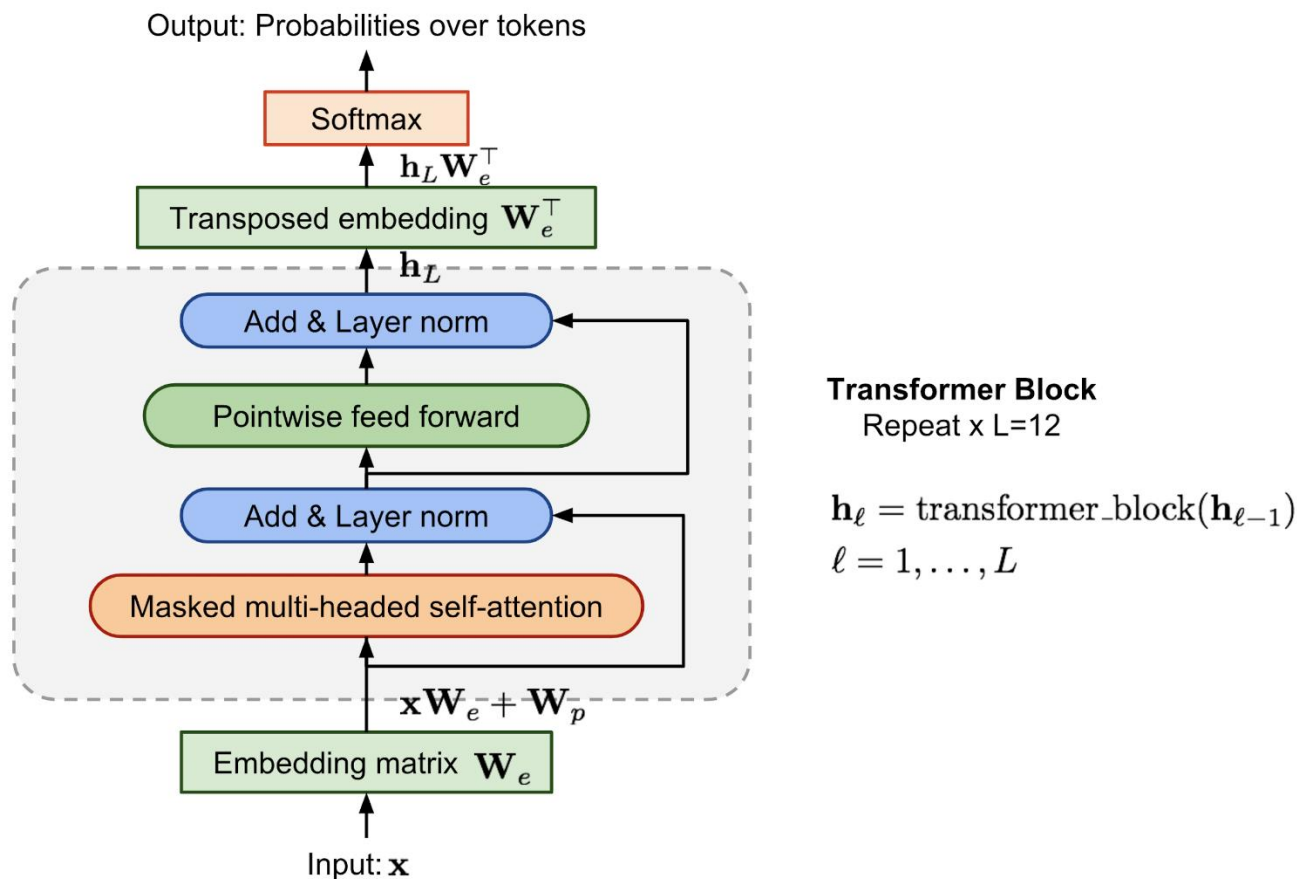 Output: Probabilities over tokens
Softmax
h_L W_e^⊤
Transposed embedding W_e^⊤
h_L
Add & Layer norm
Pointwise feed forward
Add & Layer norm
Masked multi-headed self-attention
xW_e + W_p
Embedding matrix W_e
Input: x
Transformer Block
Repeat x L=12
h_ℓ = transformer_block(h_{ℓ−1})
ℓ = 1, . . . , L